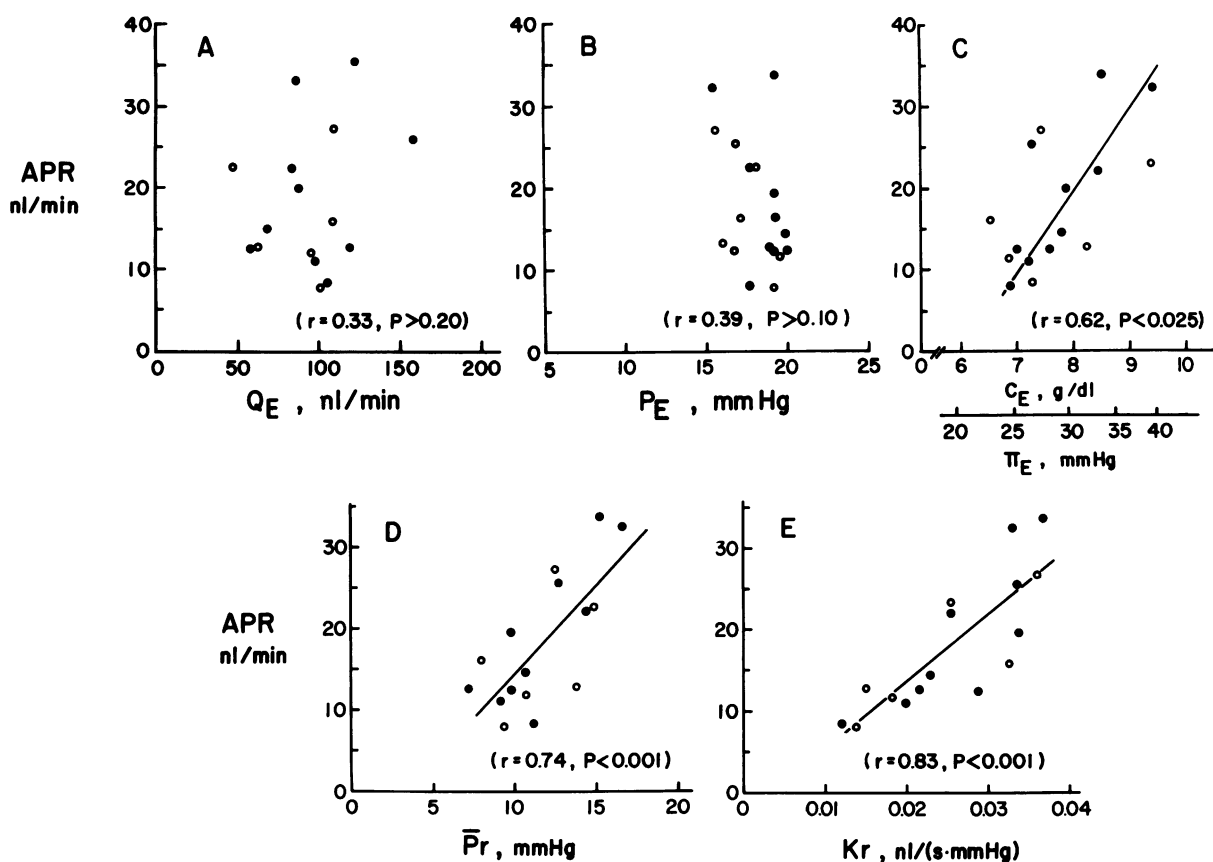 40
30
20
10
0
A
APR
nl/min
(r=0.33, P>0.20)
0 50 100 150 200
QE , nl/min
40
30
20
10
0
B
(r=0.39, P>0.10)
5 10 15 20 25
PE , mm Hg
40
30
20
10
0
C
(r=0.62, P<0.025)
6 7 8 9 10
CE , g/dl
20 25 30 35 40
π̅E , mmHg
30
20
10
0
D
APR
nl/min
(r=0.74, P<0.001)
0 5 10 15 20
P̅r , mmHg
30
20
10
0
E
(r=0.83, P<0.001)
0 0.01 0.02 0.03 0.04
Kr , nl/(s·mmHg)